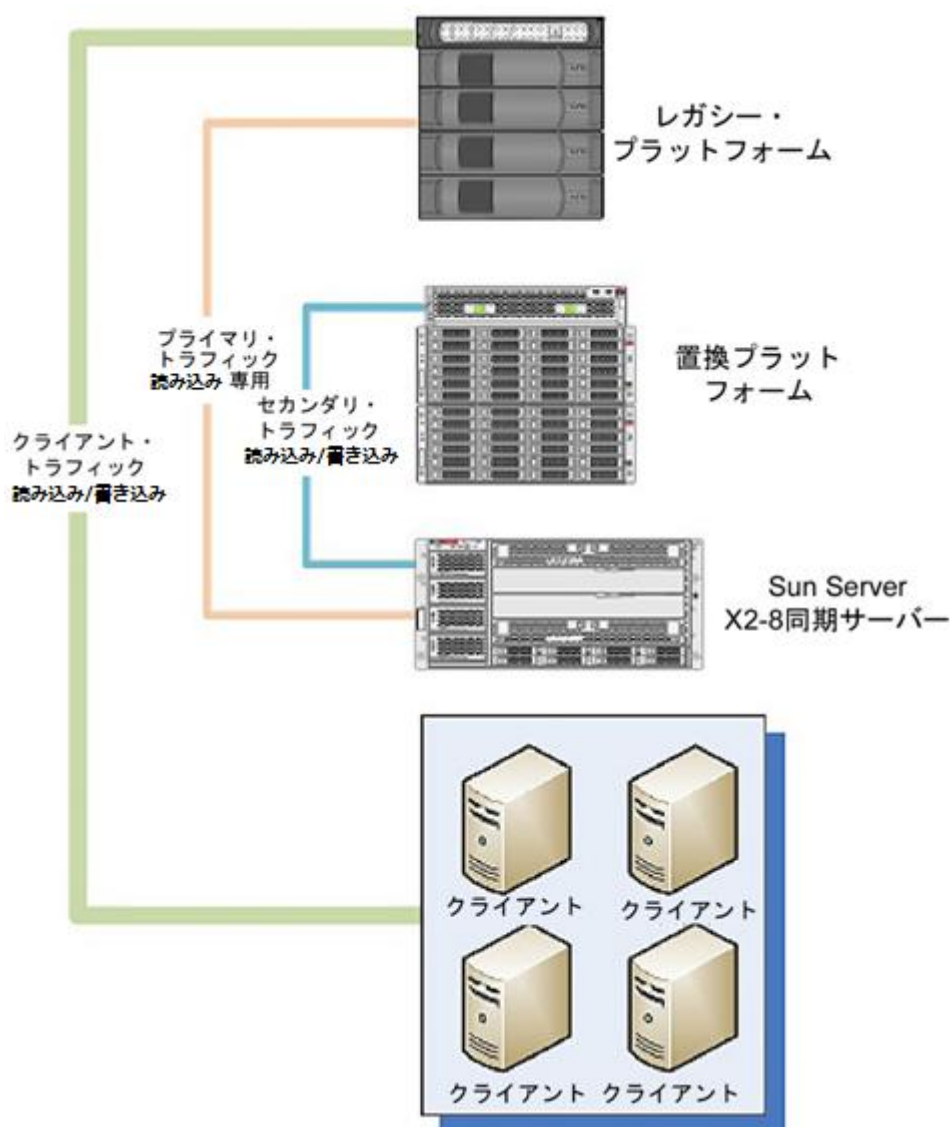 レガシー・
プラットフォーム
置換プラット
フォーム
プライマリ・
トラフィック
読み込み 専用
セカンダリ・
トラフィック
読み込み/書き込み
クライアント・
トラフィック
読み込み/書き込み
Sun Server
X2-8同期サーバー
クライアント
クライアント
クライアント
クライアント